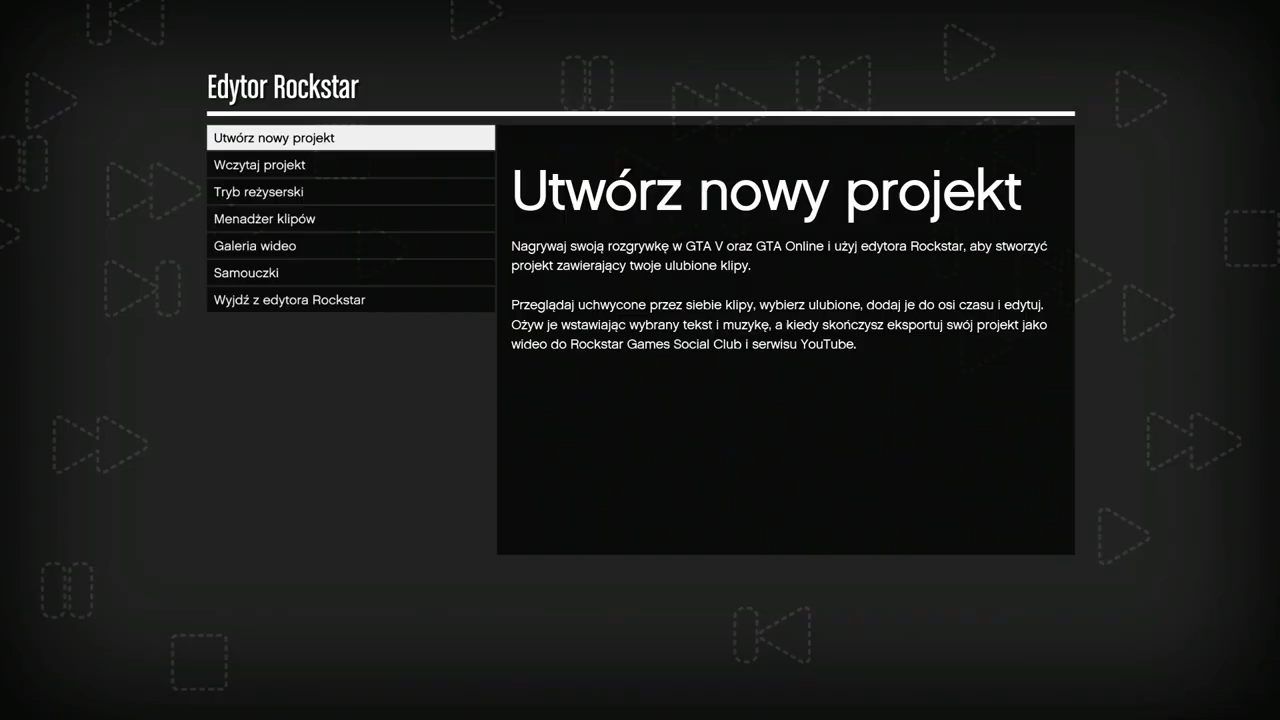 Edytor Rockstar
Utwórz nowy projekt
Wczytaj projekt
Tryb reżyserski
Menadżer klipów
Galeria wideo
Samouczki
Wyjdź z edytora Rockstar
Utwórz nowy projekt
Nagrywaj swoją rozgrywkę w GTA V oraz GTA Online i użyj edytora Rockstar, aby stworzyć
projekt zawierający twoje ulubione klipy.
Przeglądaj uchwycone przez siebie klipy, wybierz ulubione, dodaj je do osi czasu i edytuj.
Ożyw je wstawiając wybrany tekst i muzykę, a kiedy skończysz eksportuj swój projekt jako
wideo do Rockstar Games Social Club i serwisu YouTube.